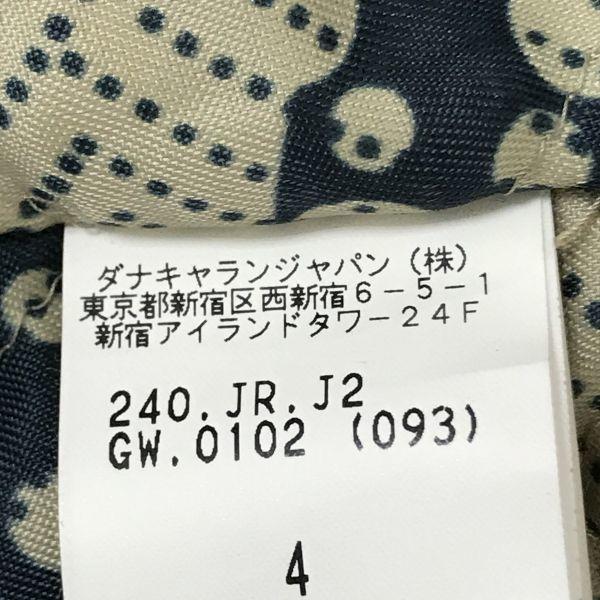 ダナキャランジャパン（株）
東京都新宿区西新宿６－５－１
新宿アイランドタワー２４Ｆ
240.JR.J2
GW.0102 (093)
4